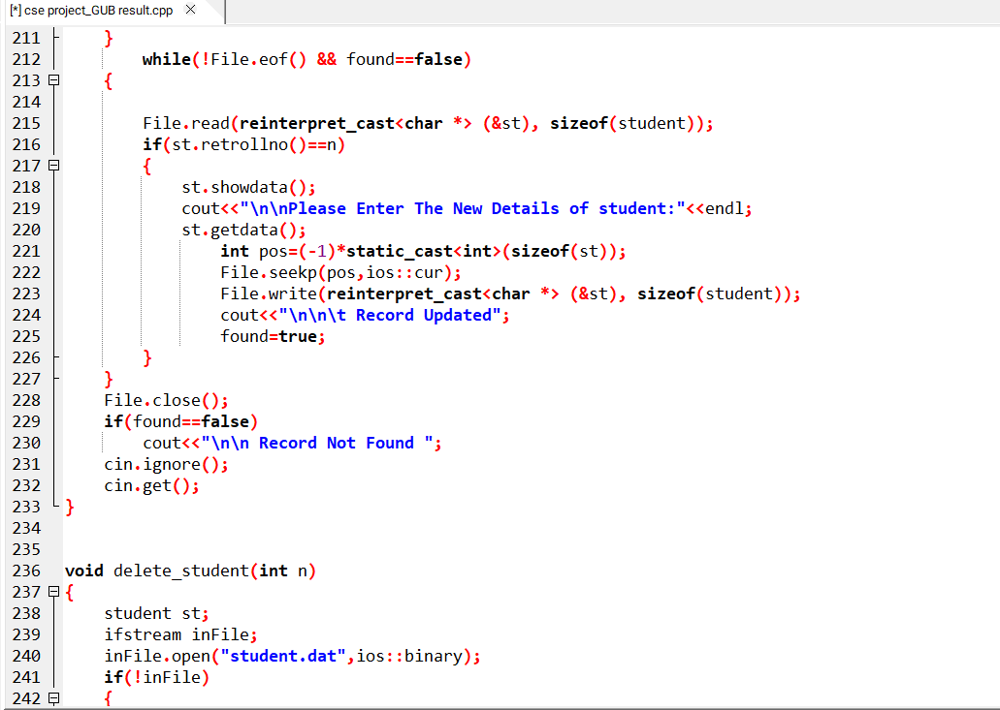 [*] cse project_GUB result.cpp ×
211 }
212 while(!File.eof() && found==false)
213 {
214
215 File.read(reinterpret_cast<char *> (&st), sizeof(student));
216 if(st.retrollno()==n)
217 {
218 st.showdata();
219 cout<<"\n\nPlease Enter The New Details of student:"<<endl;
220 st.getdata();
221 int pos=(-1)*static_cast<int>(sizeof(st));
222 File.seekp(pos,ios::cur);
223 File.write(reinterpret_cast<char *> (&st), sizeof(student));
224 cout<<"\n\n\t Record Updated";
225 found=true;
226 }
227 }
228 File.close();
229 if(found==false)
230 cout<<"\n\n Record Not Found ";
231 cin.ignore();
232 cin.get();
233 }
234
235
236 void delete_student(int n)
237 {
238 student st;
239 ifstream inFile;
240 inFile.open("student.dat",ios::binary);
241 if(!inFile)
242 {